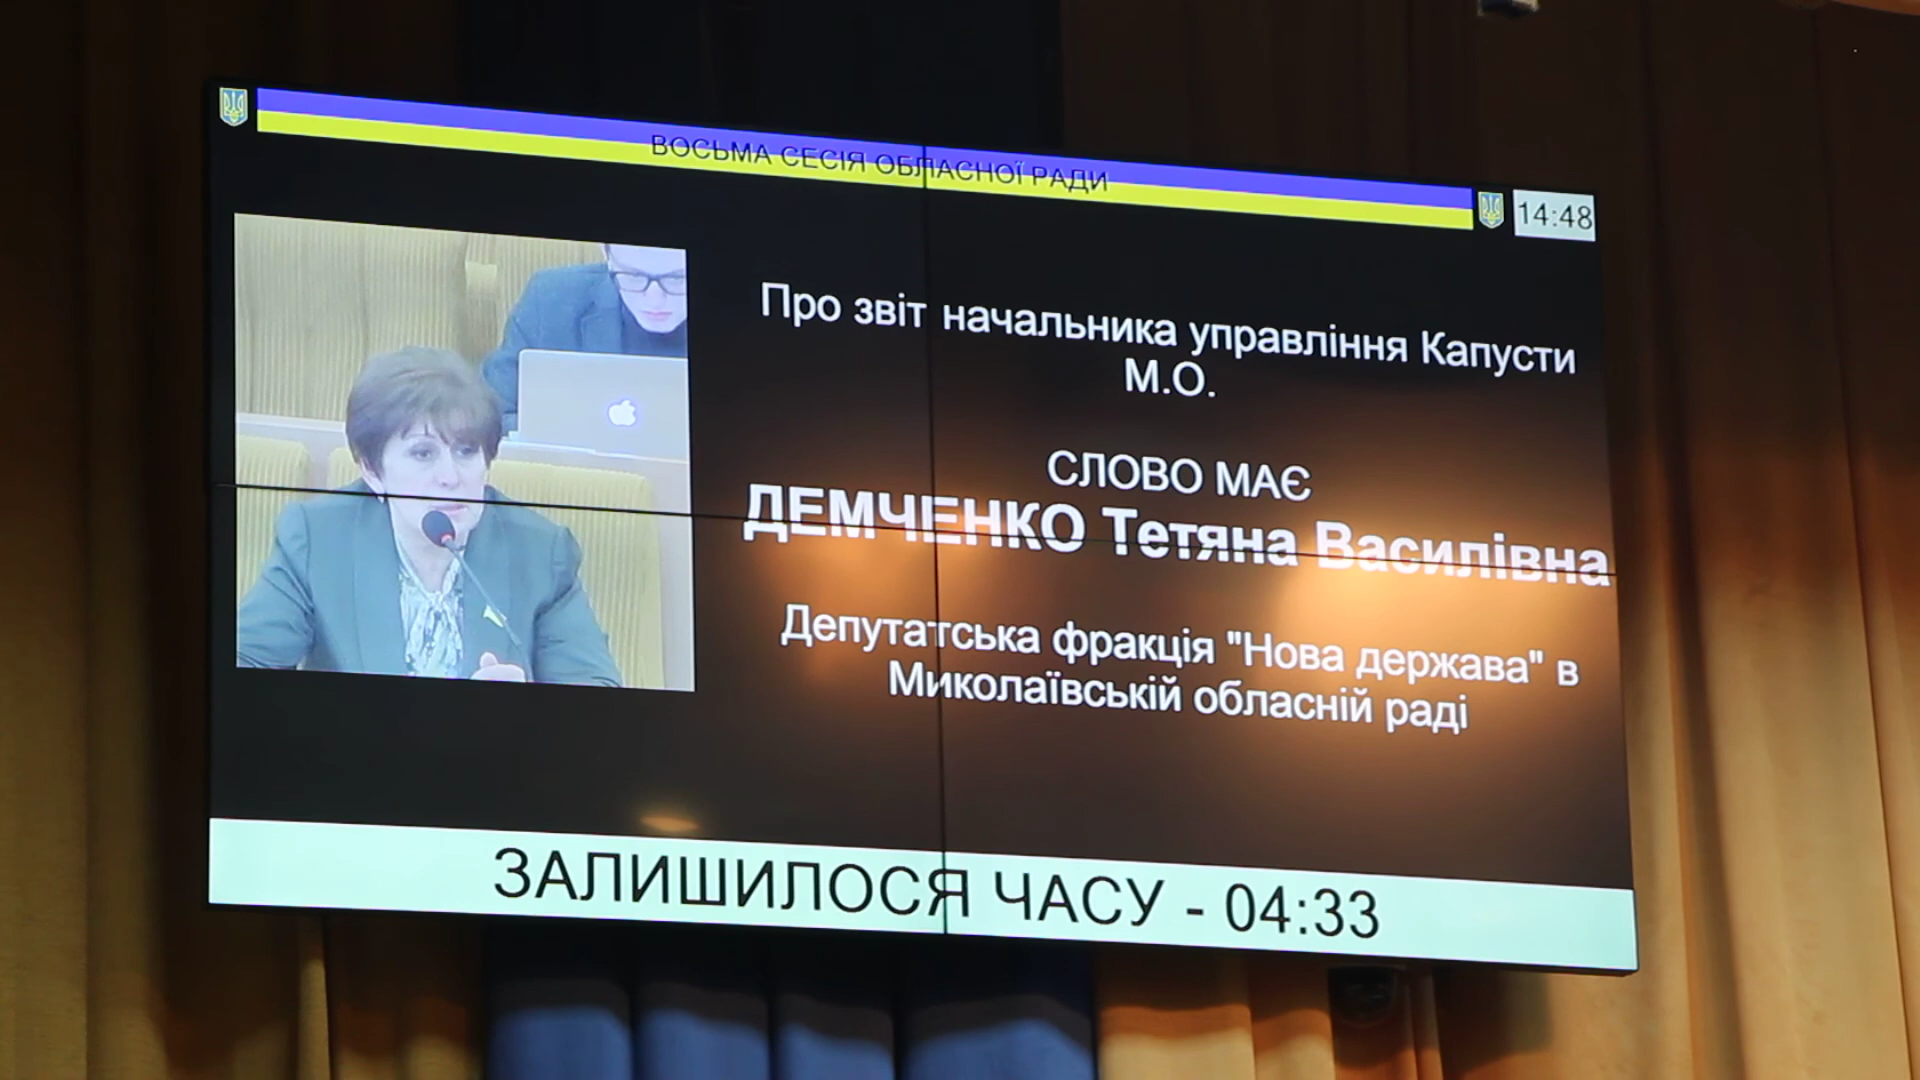 ВОСЬМА СЕСІЯ ОБЛАСНОЇ РАДИ
14:48
Про звіт начальника управління Капусти
М.О.
СЛОВО МАЄ
ДЕМЧЕНКО Тетяна Василівна
Депутатська фракція "Нова держава" в
Миколаївській обласній раді
ЗАЛИШИЛОСЯ ЧАСУ - 04:33